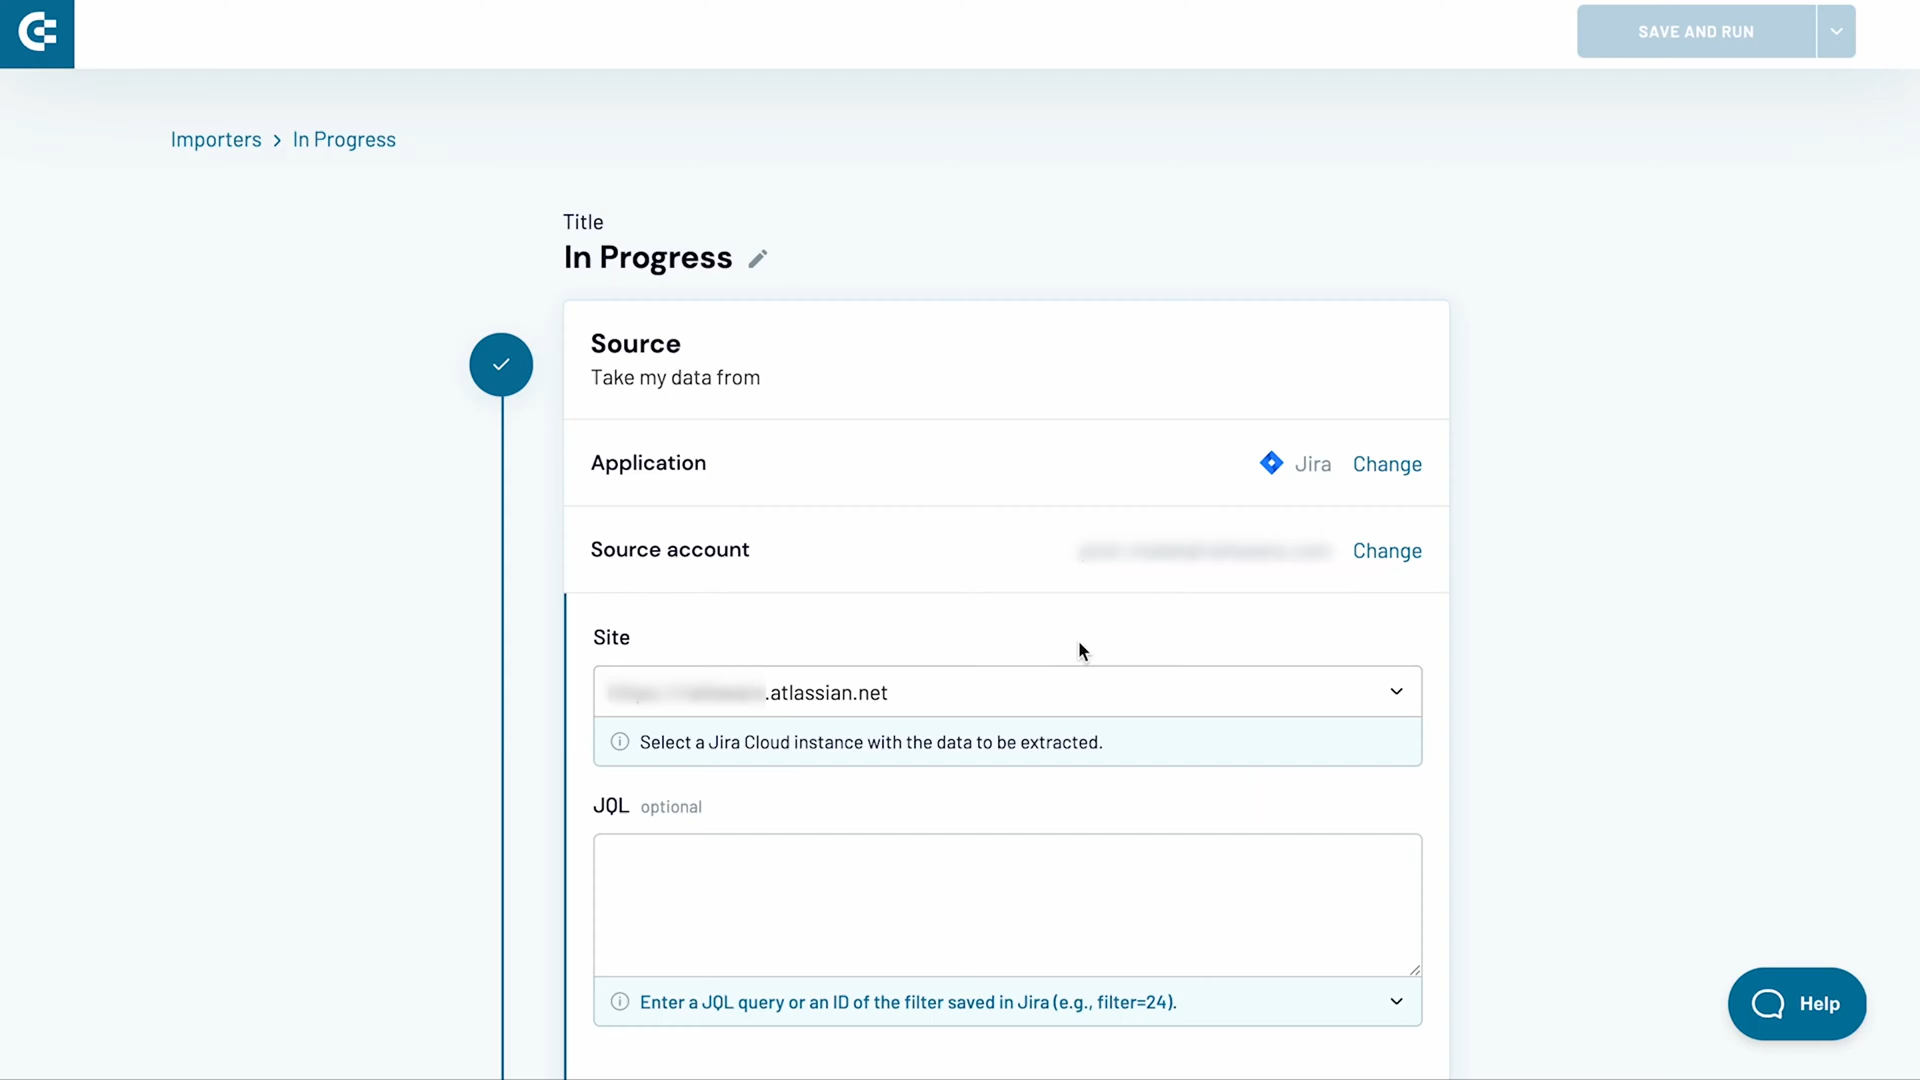 SAVE AND RUN
Importers > In Progress
Title
In Progress
Source
Take my data from
Application
Jira Change
Source account
Change
Site
.atlassian.net
Select a Jira Cloud instance with the data to be extracted.
JQL optional
Enter a JQL query or an ID of the filter saved in Jira (e.g., filter=24).
Help